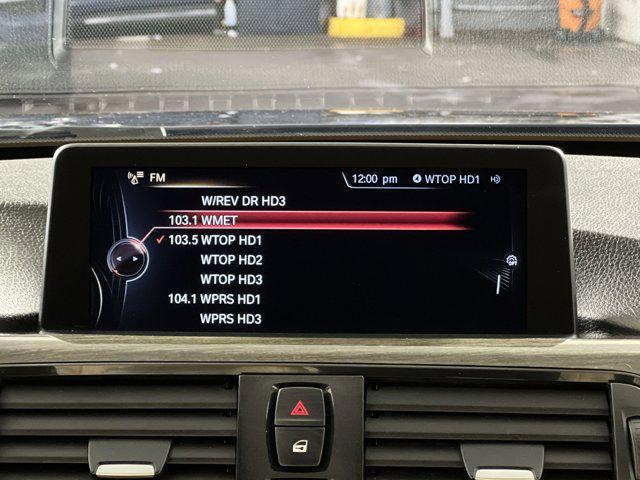 FM 12:00 pm WTOP HD1
W/REV DR HD3
103.1 WMET
103.5 WTOP HD1
WTOP HD2
WTOP HD3
104.1 WPRS HD1
WPRS HD3